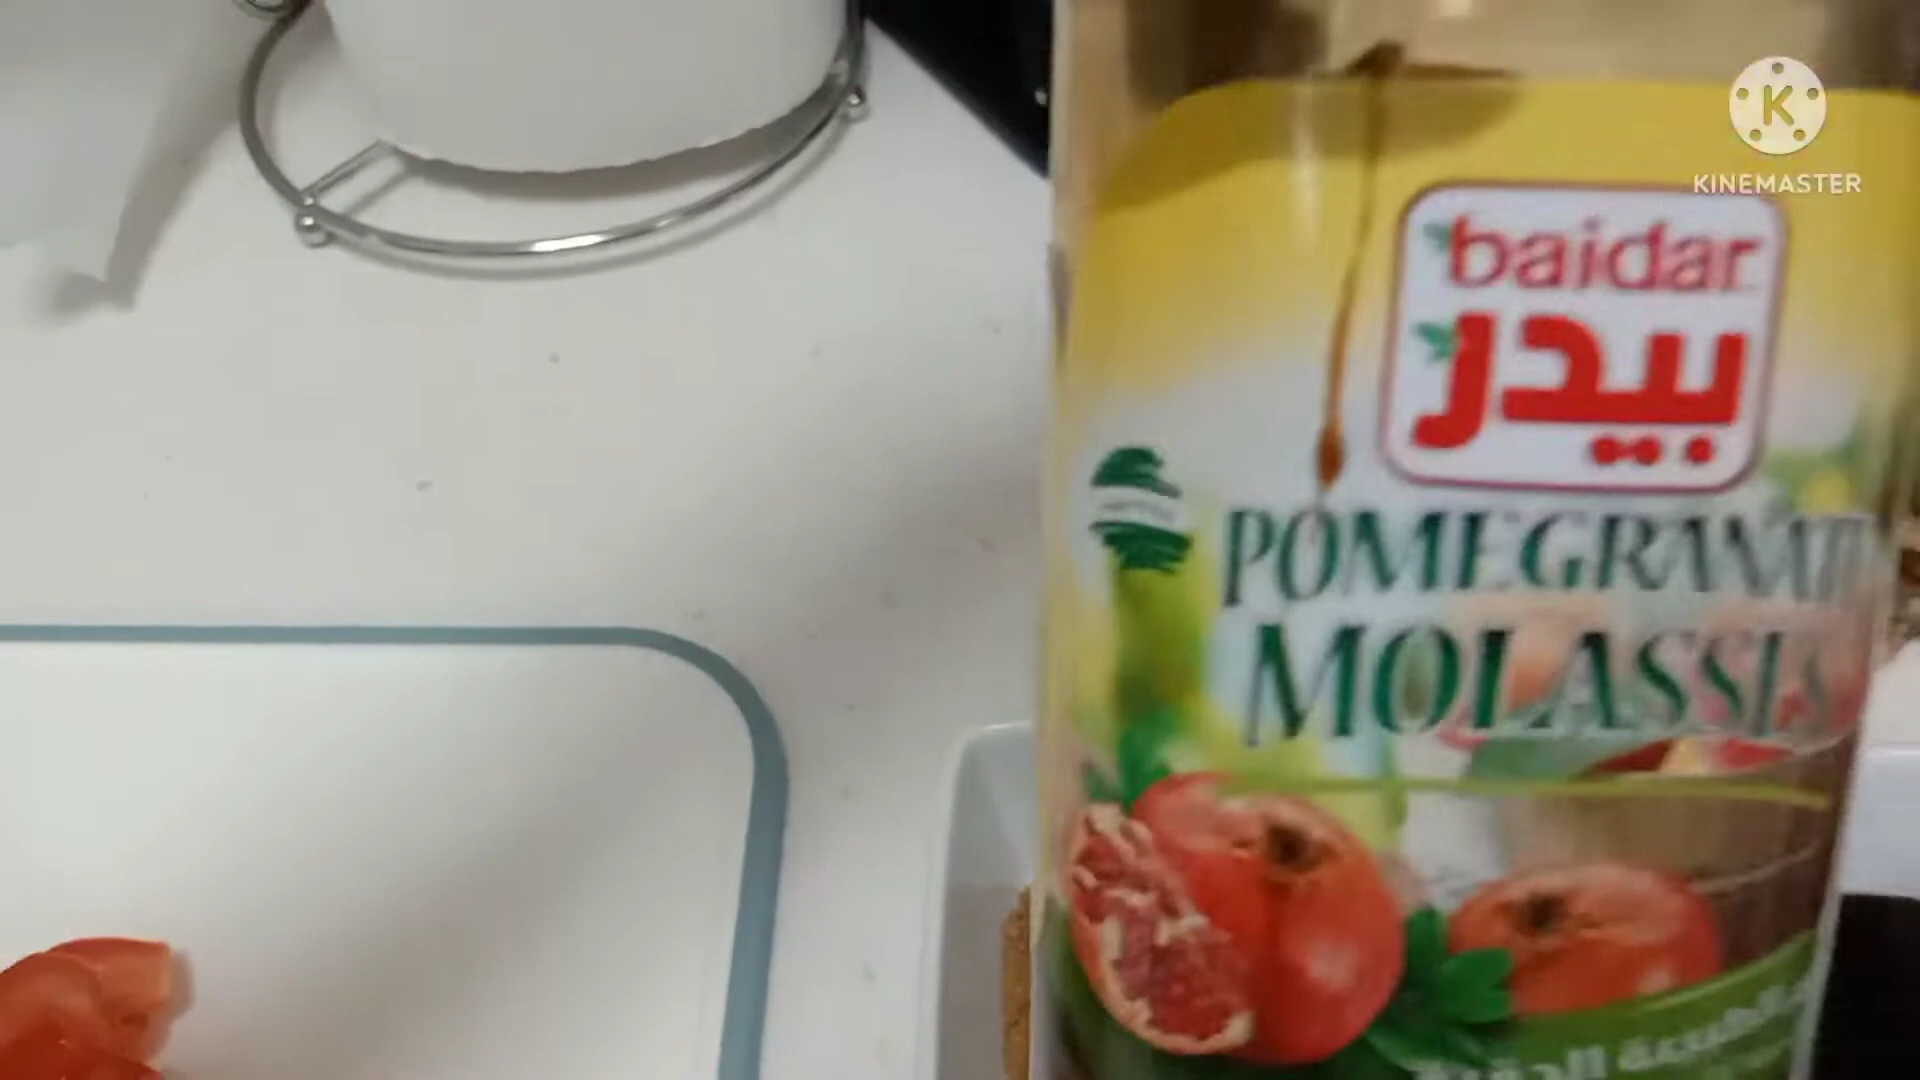 KINEMASTER
baidar
بيدر
POMEGRANATE
MOLASSES